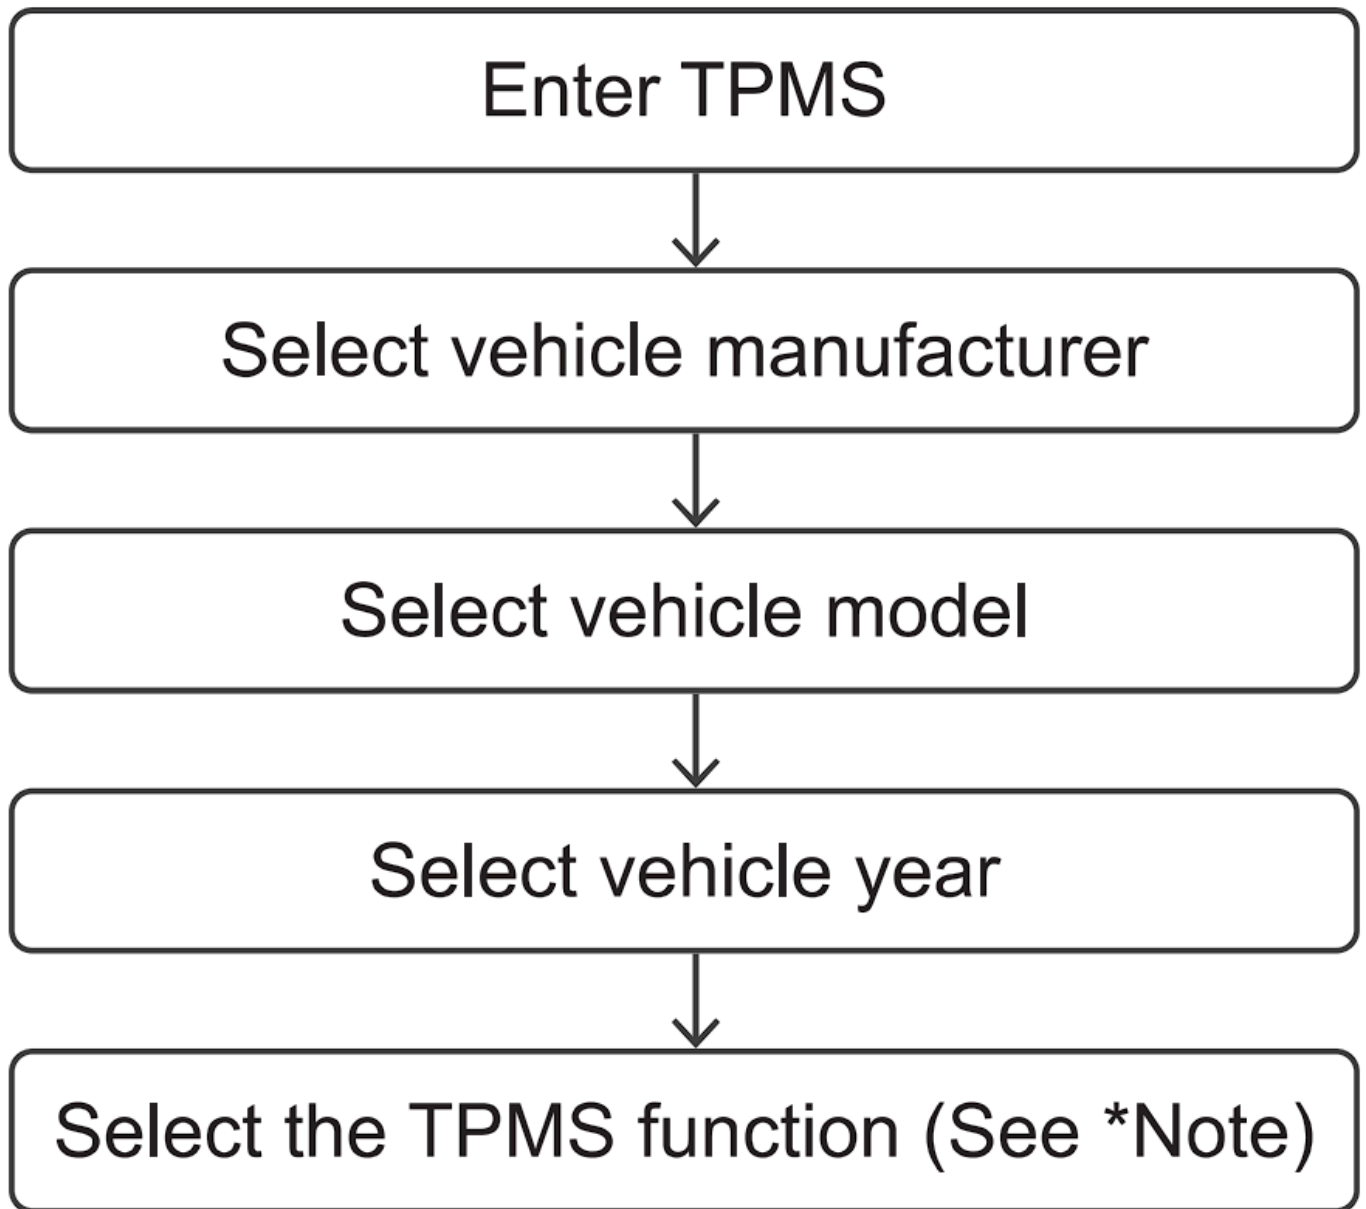 Enter TPMS
Select vehicle manufacturer
Select vehicle model
Select vehicle year
Select the TPMS function (See *Note)